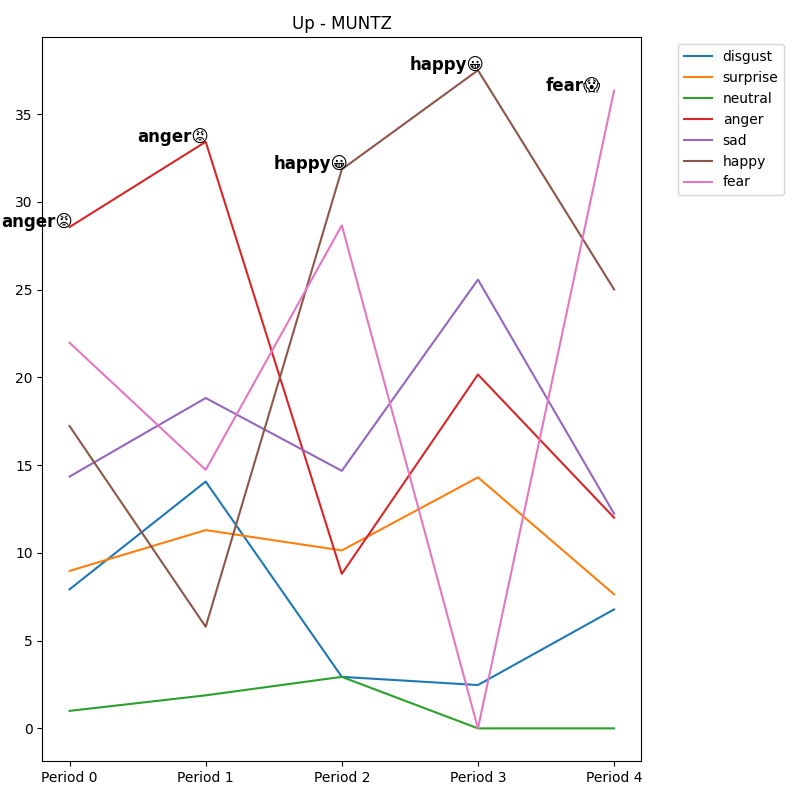 Up - MUNTZ
happy😀
fear😱
anger😡
happy😀
anger😡
35
30
25
20
15
10
5
0
Period 0 Period 1 Period 2 Period 3 Period 4
disgust
surprise
neutral
anger
sad
happy
fear